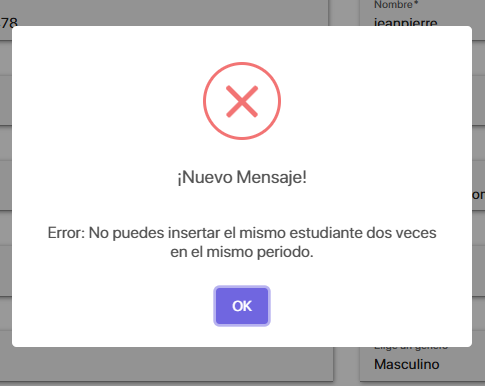 78
Nombre*
jeanpierre
¡Nuevo Mensaje!
Error: No puedes insertar el mismo estudiante dos veces
en el mismo periodo.
OK
Masculino